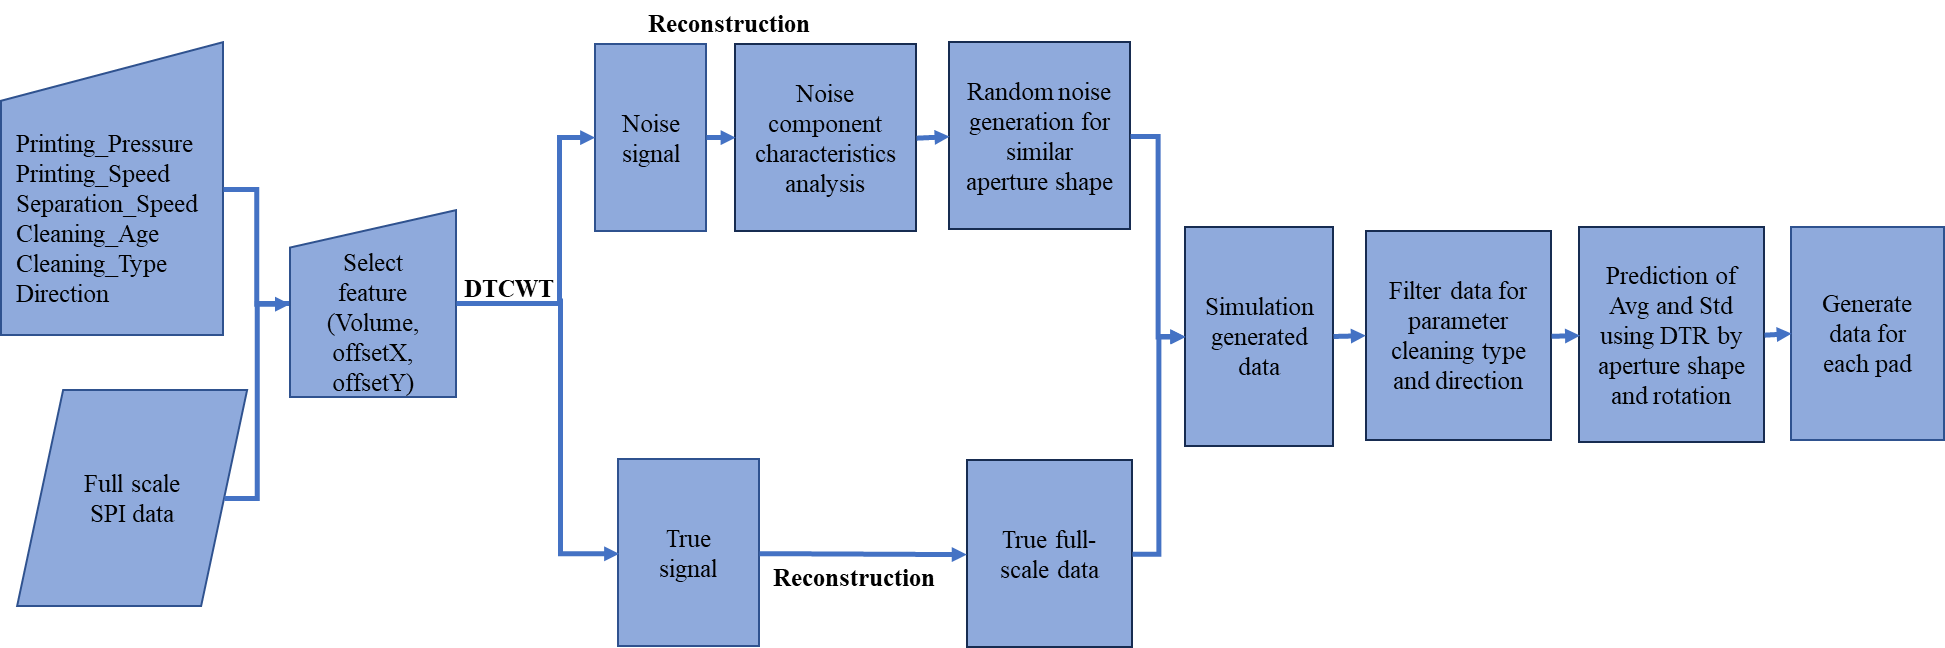 Printing_Pressure
Printing_Speed
Separation_Speed
Cleaning_Age
Cleaning_Type
Direction
Full scale
SPI data
Select
feature
(Volume,
offsetX,
offsetY)
DTCWT
Reconstruction
Noise
signal
Noise
component
characteristics
analysis
Random noise
generation for
similar
aperture shape
True
signal
Reconstruction
True full-
scale data
Simulation
generated
data
Filter data for
parameter
cleaning type
and direction
Prediction of
Avg and Std
using DTR by
aperture shape
and rotation
Generate
data for
each pad